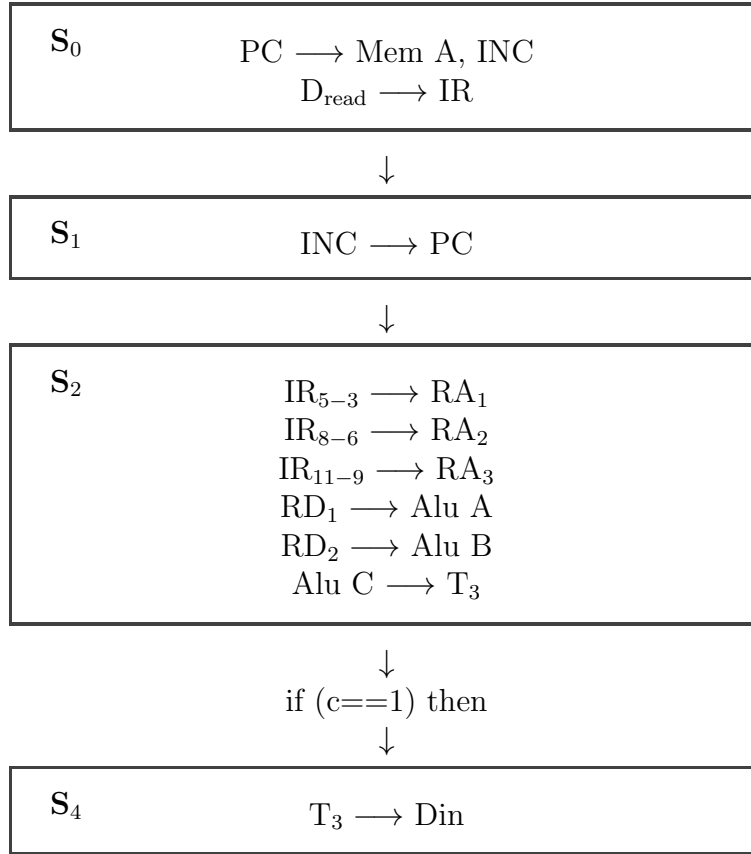 S₀ PC ⟶ Mem A, INC
D_read ⟶ IR
↓
S₁ INC ⟶ PC
↓
S₂ IR₅₋₃ ⟶ RA₁
IR₈₋₆ ⟶ RA₂
IR₁₁₋₉ ⟶ RA₃
RD₁ ⟶ Alu A
RD₂ ⟶ Alu B
Alu C ⟶ T₃
↓
if (c==1) then
↓
S₄ T₃ ⟶ Din